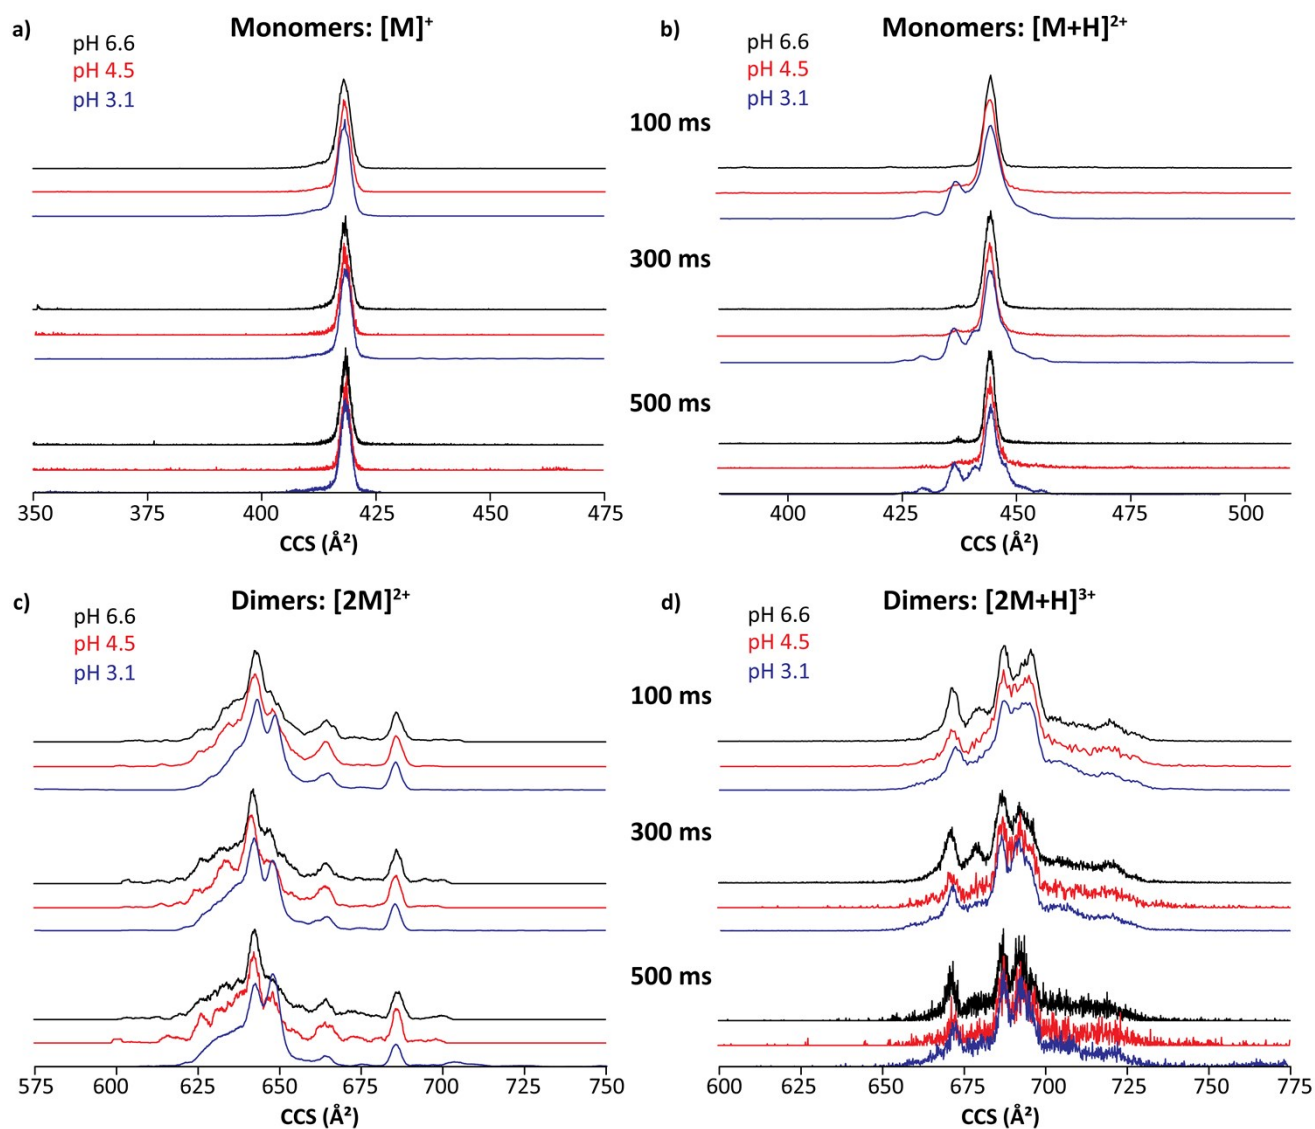 a) Monomers: [M]⁺
pH 6.6
pH 4.5
pH 3.1
b) Monomers: [M+H]²⁺
pH 6.6
pH 4.5
pH 3.1
100 ms
300 ms
500 ms
350 375 400 425 450 475
CCS (Å²)
400 425 450 475 500
CCS (Å²)
c) Dimers: [2M]²⁺
pH 6.6
pH 4.5
pH 3.1
d) Dimers: [2M+H]³⁺
pH 6.6
pH 4.5
pH 3.1
100 ms
300 ms
500 ms
575 600 625 650 675 700 725 750
CCS (Å²)
600 625 650 675 700 725 750 775
CCS (Å²)